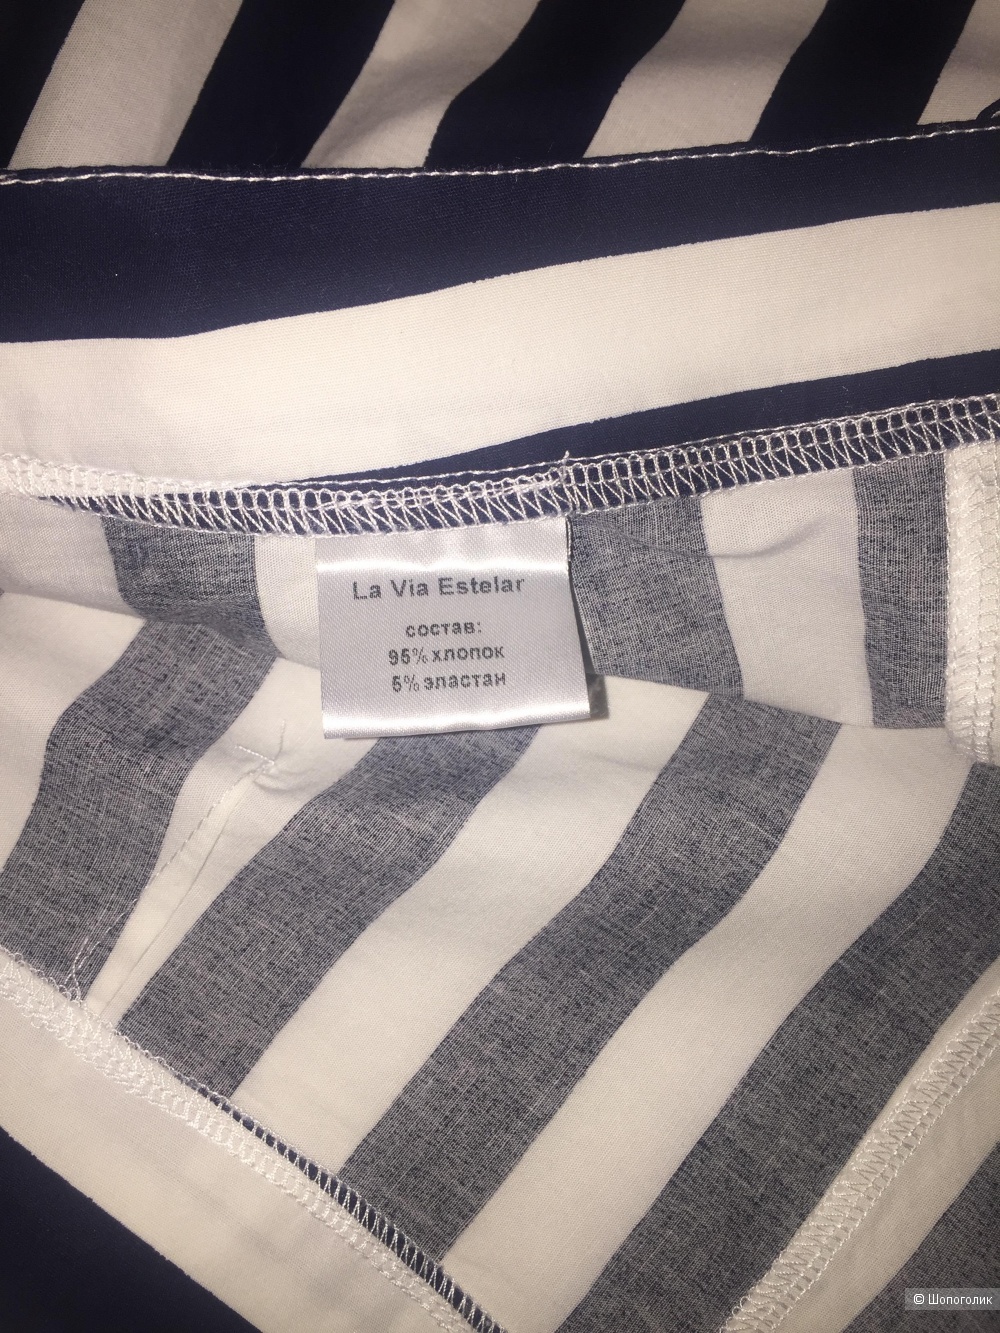 La Via Estelar
состав:
95% хлопок
5% эластан
© Шопоголик